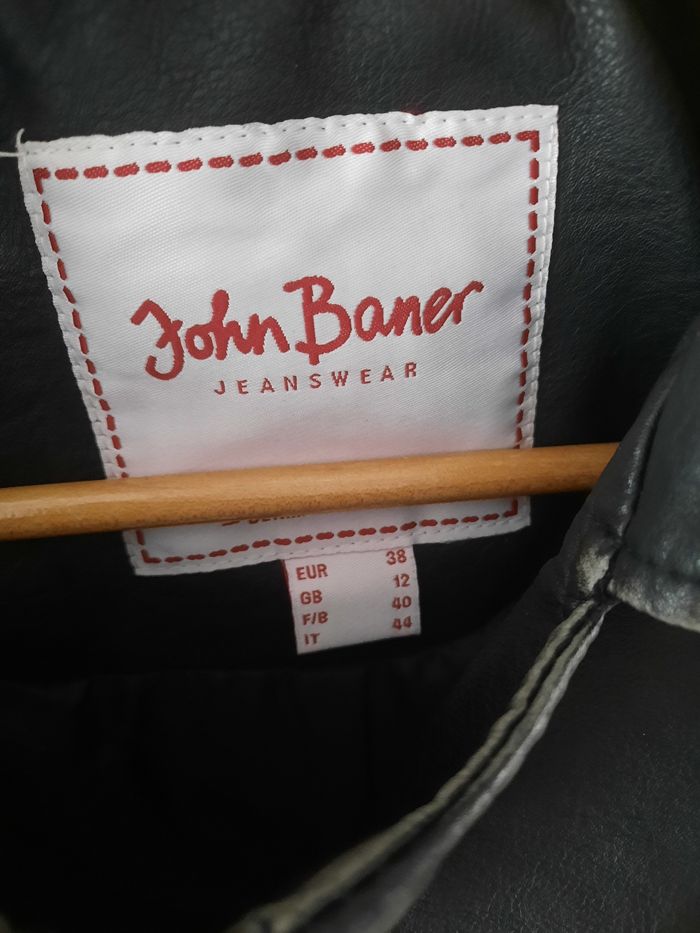 John Baner
JEANSWEAR
EUR 38
GB 12
F/B 40
IT 44